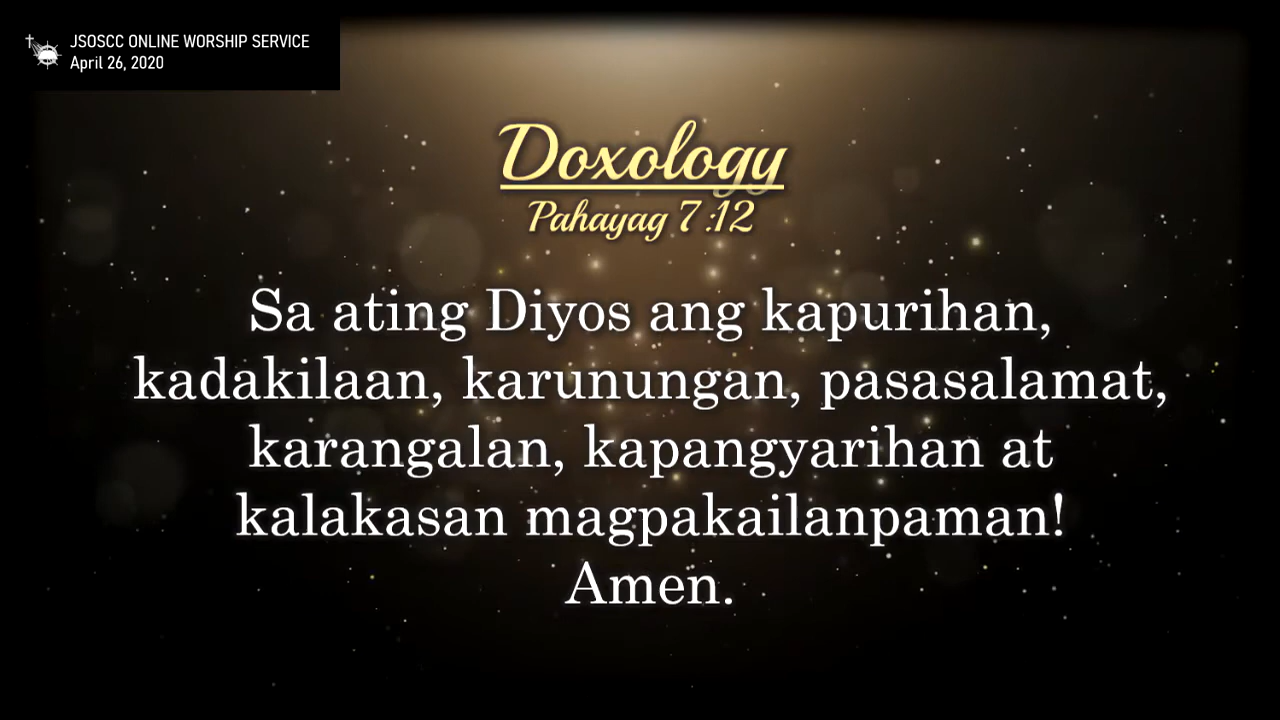 JSOSCC ONLINE WORSHIP SERVICE
April 26, 2020
Doxology
Pahayag 7:12
Sa ating Diyos ang kapurihan,
kadakilaan, karunungan, pasasalamat,
karangalan, kapangyarihan at
kalakasan magpakailanpaman!
Amen.